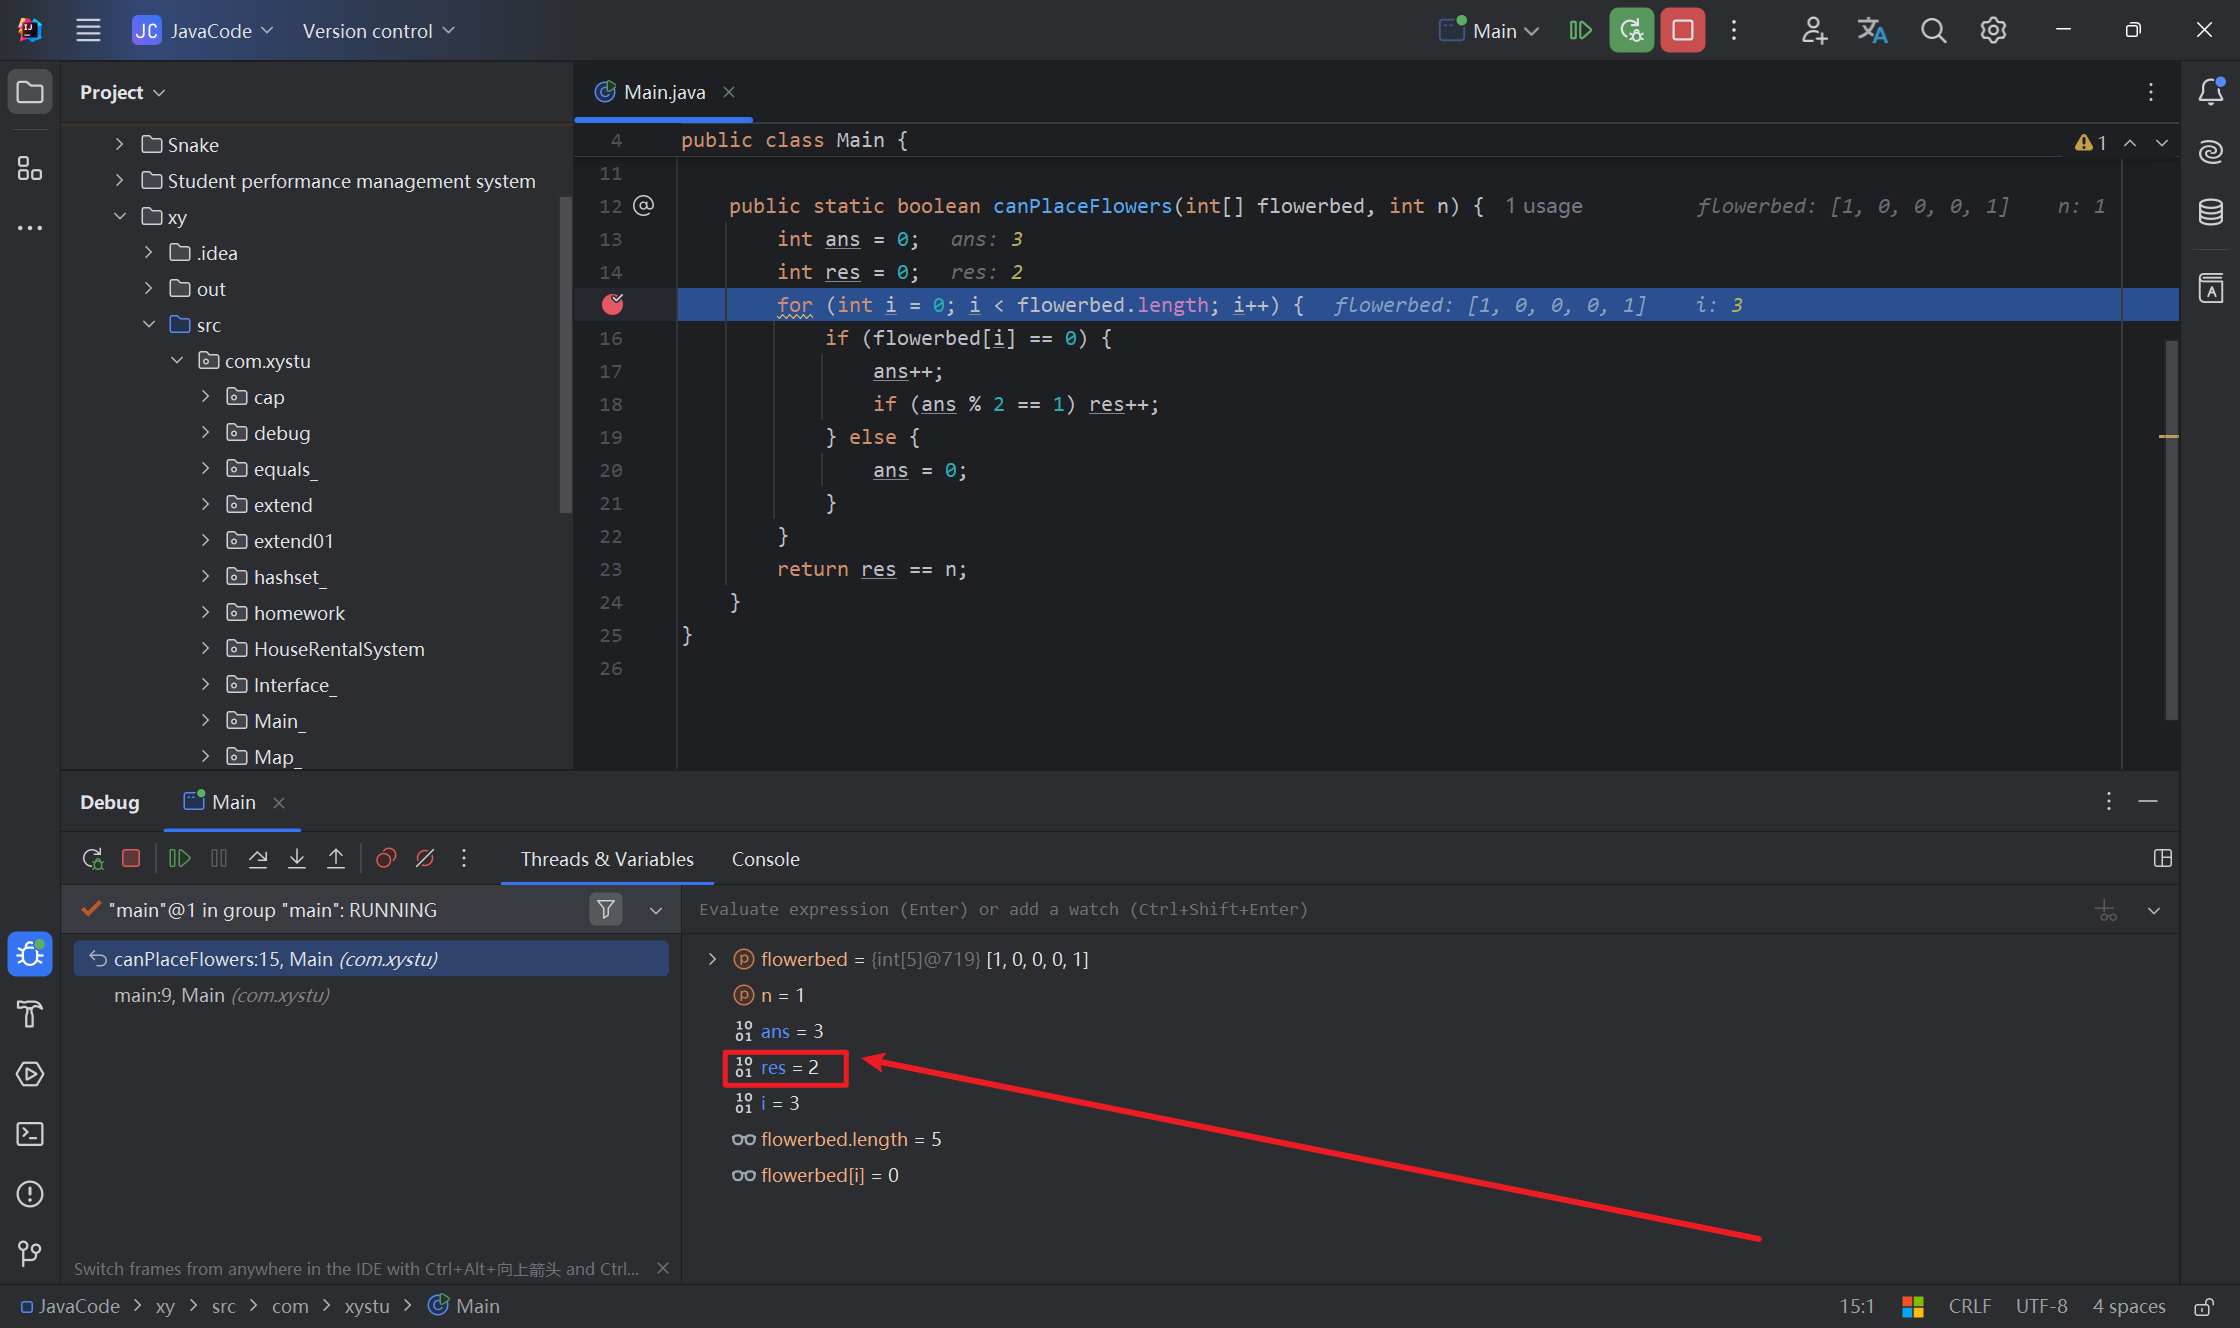 JC JavaCode Version control Main
Project
Snake
Student performance management system
xy
.idea
out
src
com.xystu
cap
debug
equals_
extend
extend01
hashset_
homework
HouseRentalSystem
Interface_
Main_
Map_
Main.java
4 public class Main {
1
11
12 @ public static boolean canPlaceFlowers(int[] flowerbed, int n) { 1 usage flowerbed: [1, 0, 0, 0, 1] n: 1
13 int ans = 0; ans: 3
14 int res = 0; res: 2
for (int i = 0; i < flowerbed.length; i++) { flowerbed: [1, 0, 0, 0, 1] i: 3
16 if (flowerbed[i] == 0) {
17 ans++;
18 if (ans % 2 == 1) res++;
19 } else {
20 ans = 0;
21 }
22 }
23 return res == n;
24 }
25 }
26
Debug Main
Threads & Variables Console
"main"@1 in group "main": RUNNING
canPlaceFlowers:15, Main (com.xystu)
main:9, Main (com.xystu)
Switch frames from anywhere in the IDE with Ctrl+Alt+向上箭头 and Ctrl...
Evaluate expression (Enter) or add a watch (Ctrl+Shift+Enter)
flowerbed = {int[5]@719} [1, 0, 0, 0, 1]
n = 1
ans = 3
res = 2
i = 3
flowerbed.length = 5
flowerbed[i] = 0
JavaCode > xy > src > com > xystu > Main
15:1 CRLF UTF-8 4 spaces